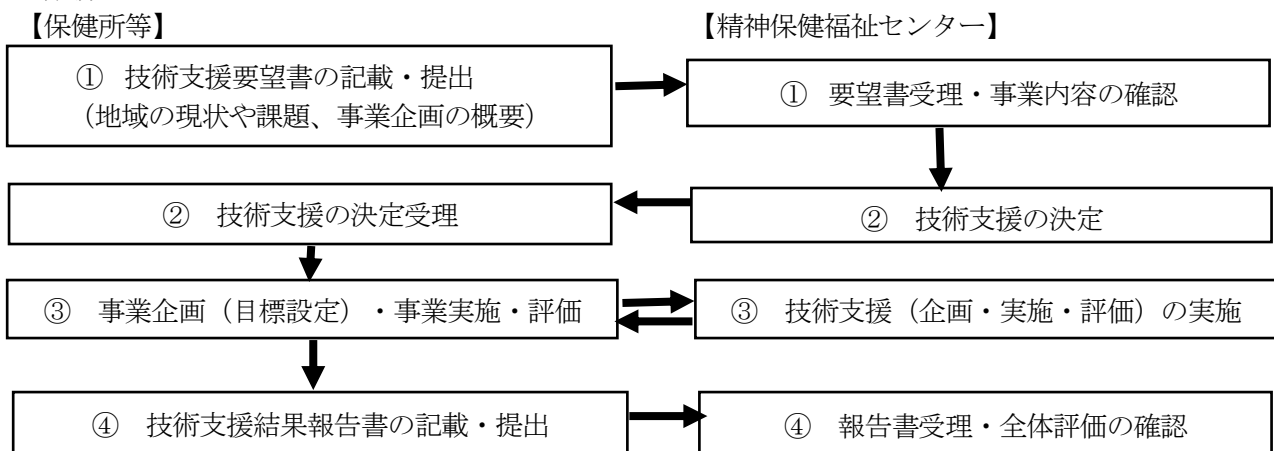 【保健所等】
【精神保健福祉センター】
① 技術支援要望書の記載・提出
（地域の現状や課題、事業企画の概要）
① 要望書受理・事業内容の確認
② 技術支援の決定受理
② 技術支援の決定
③ 事業企画（目標設定）・事業実施・評価
③ 技術支援（企画・実施・評価）の実施
④ 技術支援結果報告書の記載・提出
④ 報告書受理・全体評価の確認